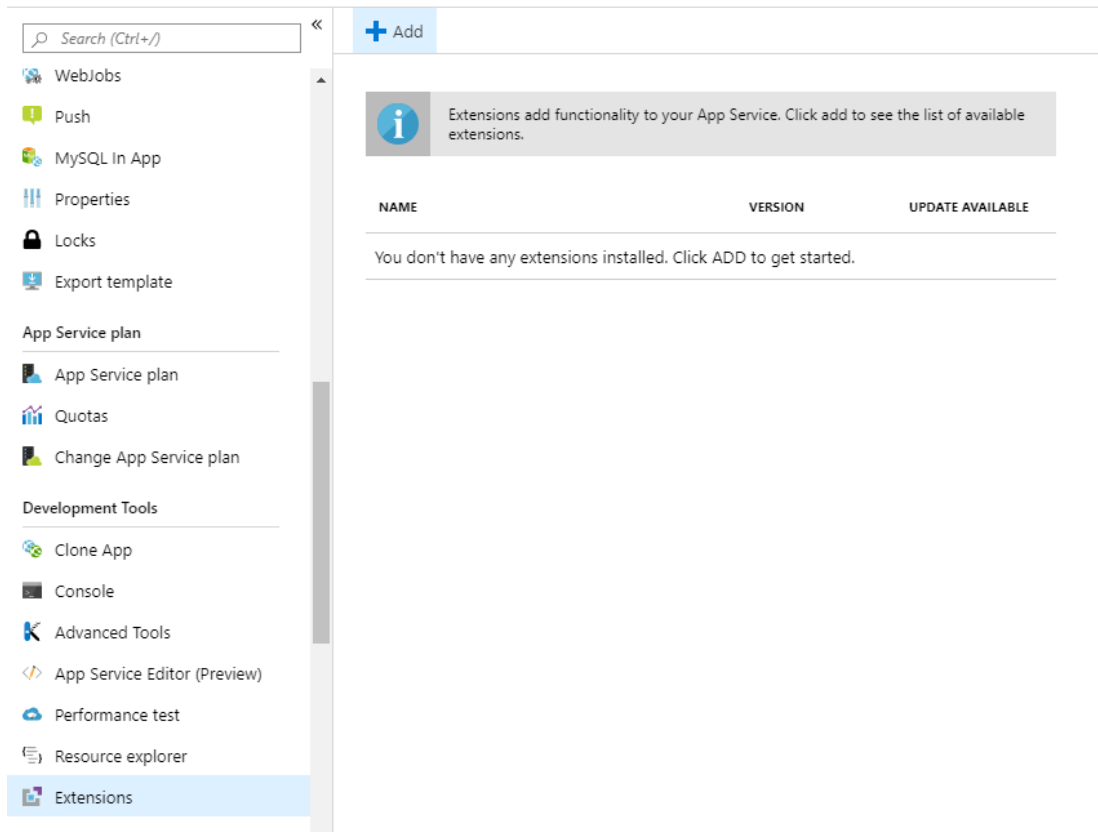 Search (Ctrl+/)
«
WebJobs
Push
MySQL In App
Properties
Locks
Export template
App Service plan
App Service plan
Quotas
Change App Service plan
Development Tools
Clone App
Console
Advanced Tools
App Service Editor (Preview)
Performance test
Resource explorer
Extensions
Add
Extensions add functionality to your App Service. Click add to see the list of available
extensions.
NAME VERSION UPDATE AVAILABLE
You don't have any extensions installed. Click ADD to get started.